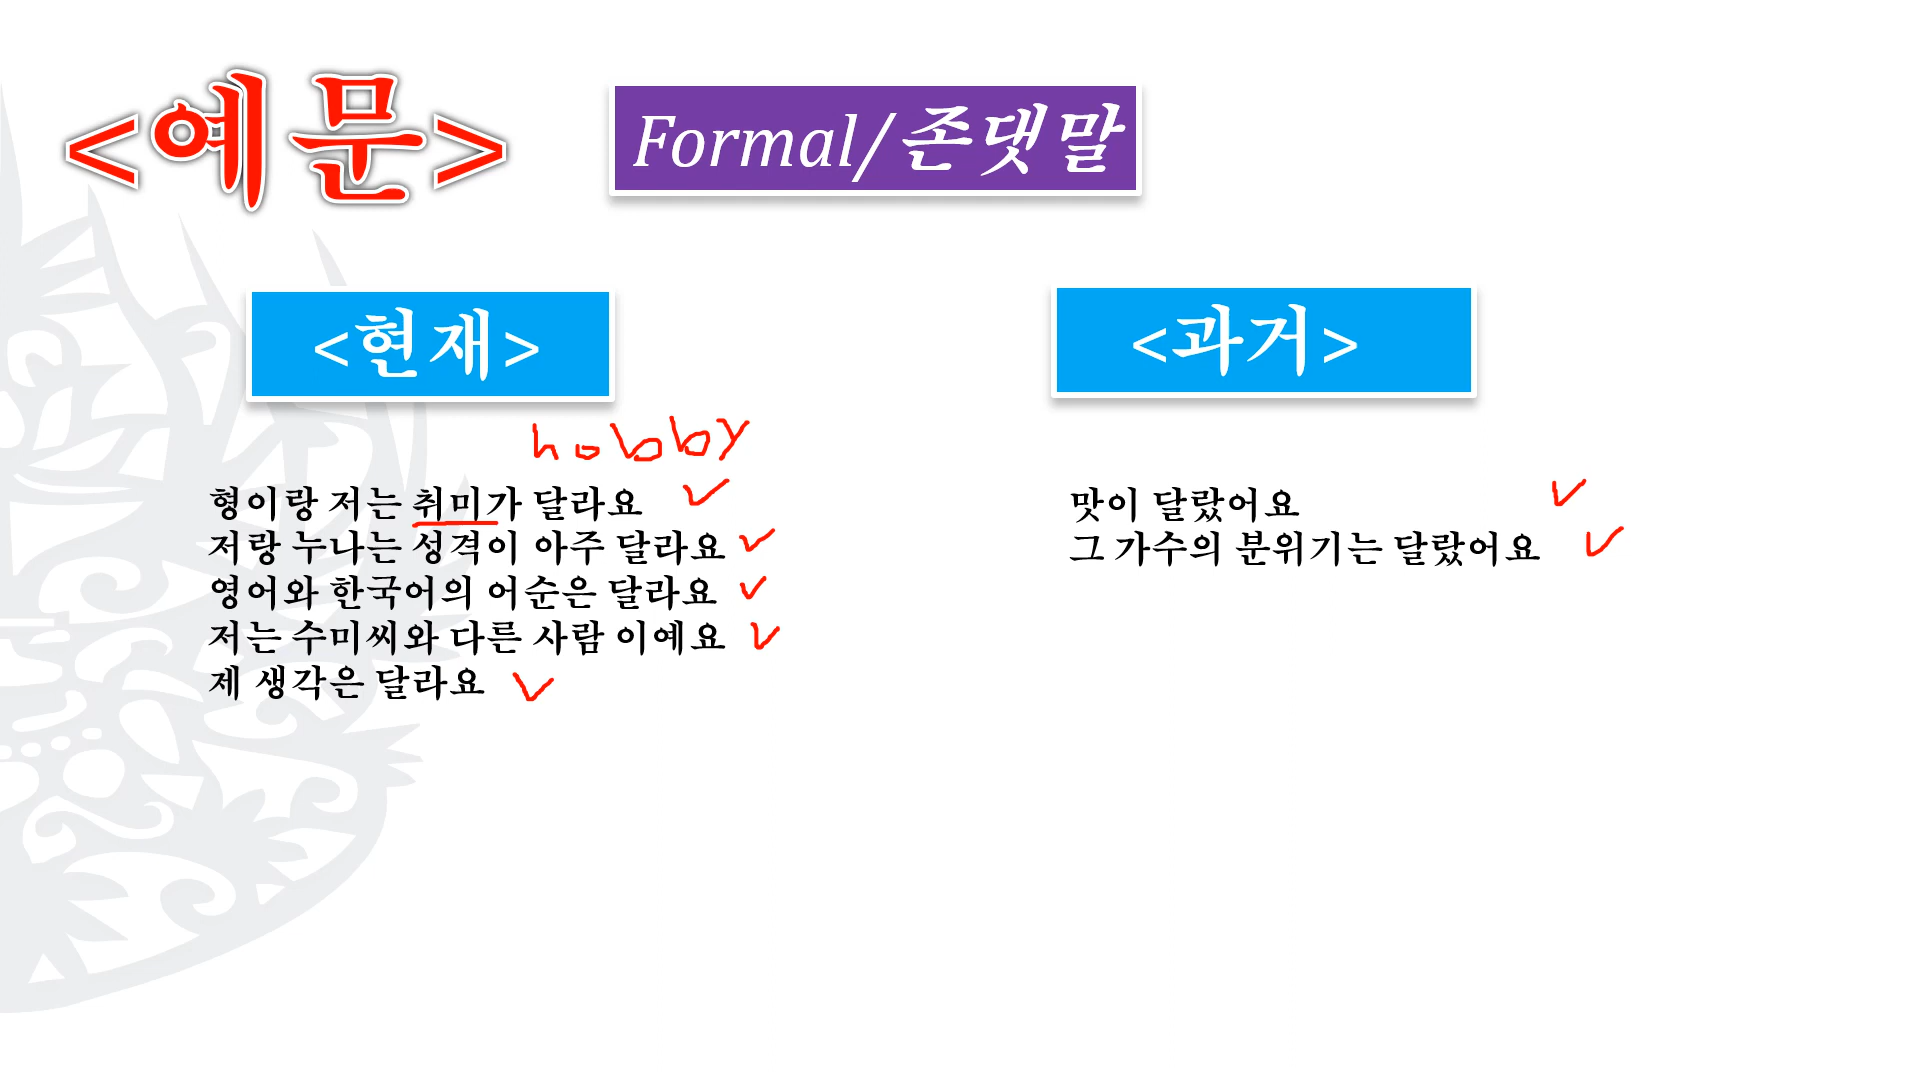 <예문>
Formal/존댓말
<현재>
hobby
형이랑 저는 취미가 달라요
저랑 누나는 성격이 아주 달라요
영어와 한국어의 어순은 달라요
저는 수미씨와 다른 사람 이예요
제 생각은 달라요
<과거>
맛이 달랐어요
그 가수의 분위기는 달랐어요